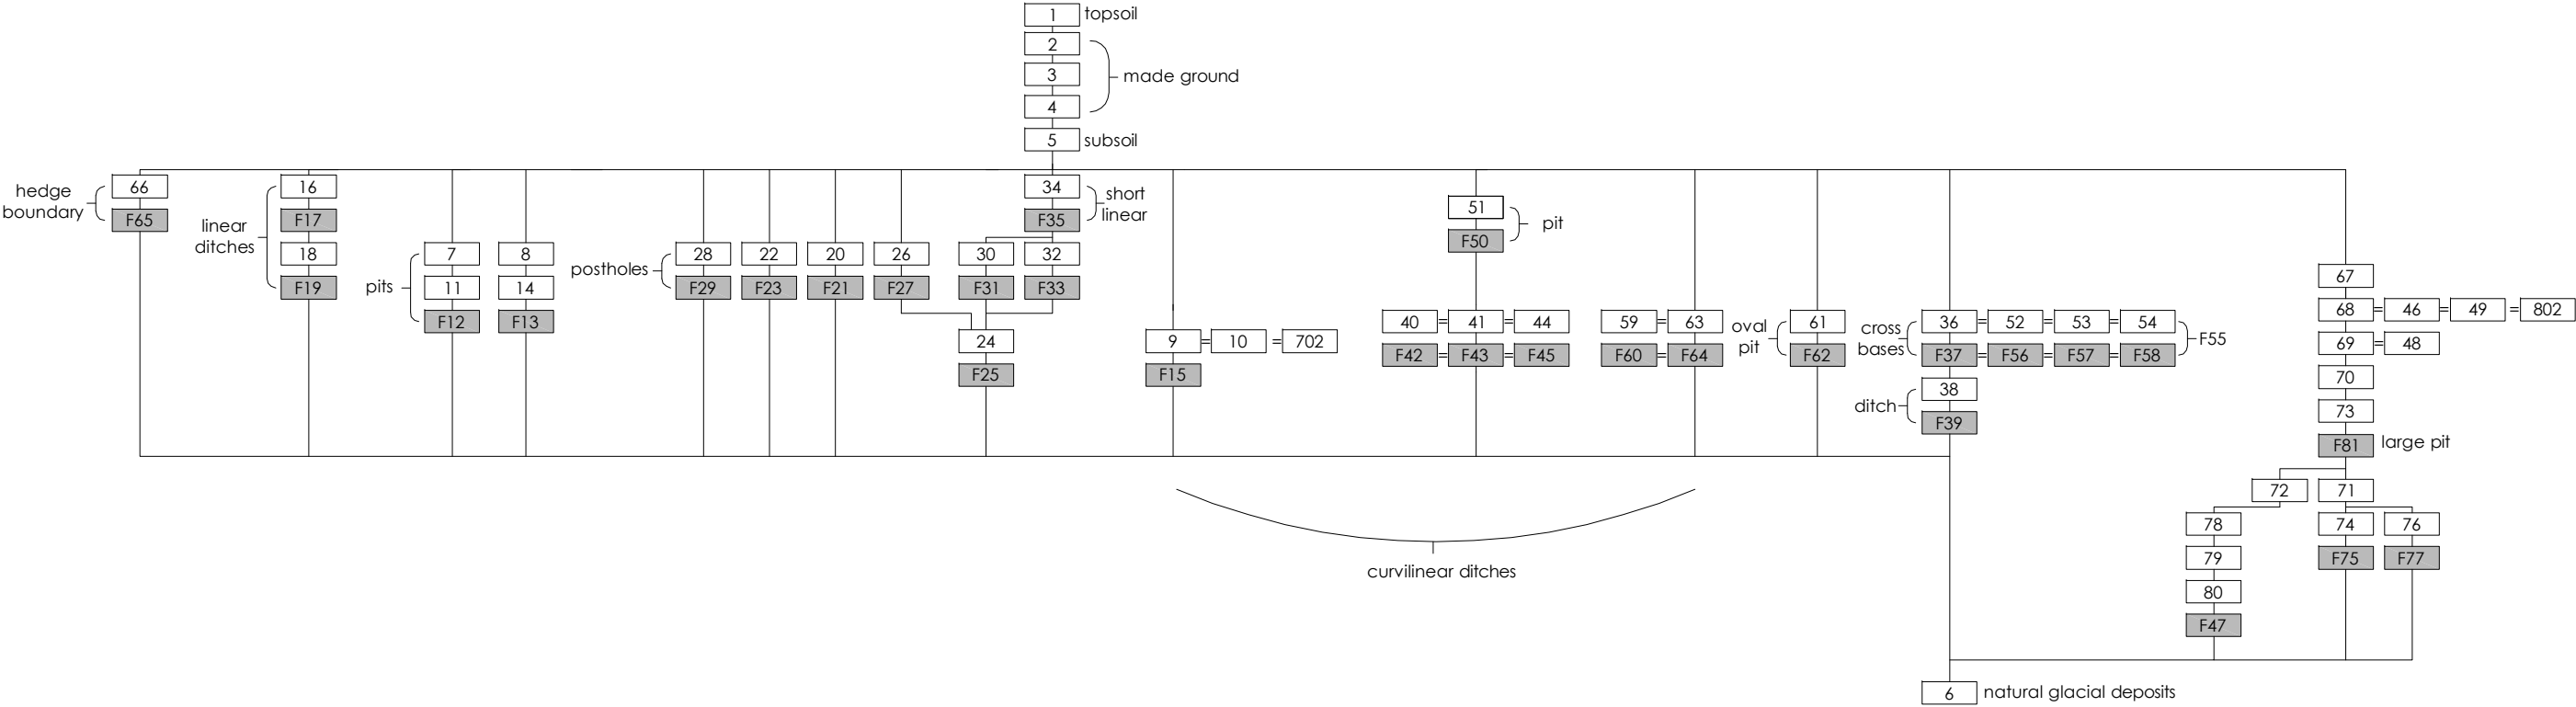 1 topsoil
2
3 made ground
4
5 subsoil
hedge
boundary
66
F65
linear
ditches
16
F17
18
F19
pits
7
11
F12
8
14
F13
postholes
28
F29
22
F23
20
F21
26
F27
34
F35
short
linear
30
F31
32
F33
24
F25
9 = 10 = 702
F15
51
F50
pit
40 = 41 = 44
F42 = F43 = F45
59 = 63
F60 = F64
oval
pit
61
F62
cross
bases
36 = 52 = 53 = 54
F37 = F56 = F57 = F58
F55
ditch
38
F39
67
68 = 46 = 49 = 802
69 = 48
70
73
F81 large pit
72
71
78
79
80
F47
74
F75
76
F77
curvilinear ditches
6 natural glacial deposits